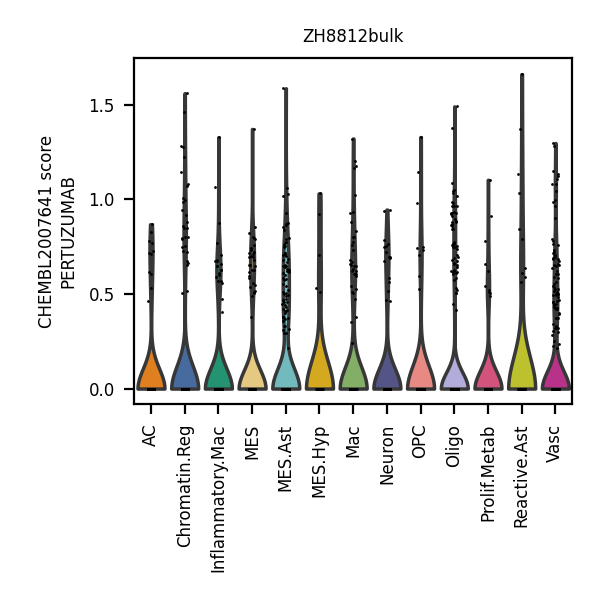 ZH8812bulk
CHEMBL2007641 score
PERTUZUMAB
1.5
1.0
0.5
0.0
AC
Chromatin.Reg
Inflammatory.Mac
MES
MES.Ast
MES.Hyp
Mac
Neuron
OPC
Oligo
Prolif.Metab
Reactive.Ast
Vasc